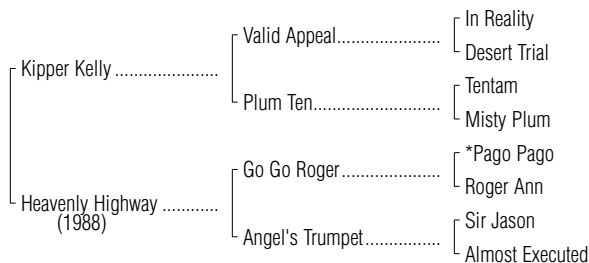 In Reality
Valid Appeal.....................
Desert Trial
Kipper Kelly .....................
Tentam
Plum Ten..........................
Misty Plum
*Pago Pago
Go Go Roger ....................
Roger Ann
Heavenly Highway ............
(1988)
Sir Jason
Angel's Trumpet...............
Almost Executed